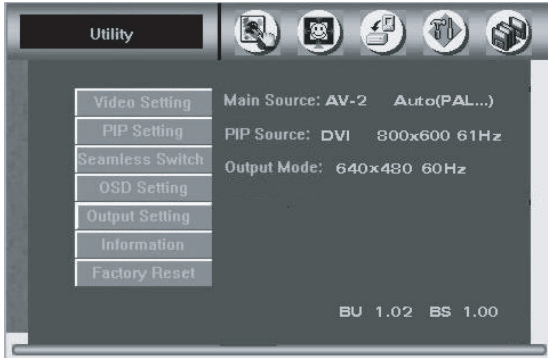 Utility
Video Setting
PIP Setting
Seamless Switch
OSD Setting
Output Setting
Information
Factory Reset
Main Source: AV-2 Auto(PAL...)
PIP Source: DVI 800x600 61Hz
Output Mode: 640x480 60Hz
BU 1.02 BS 1.00